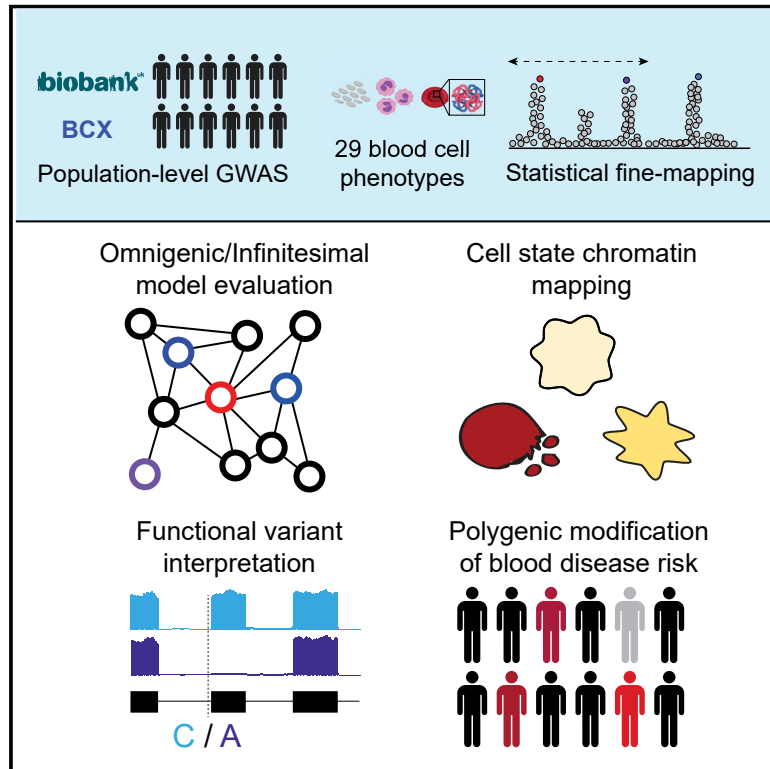 biobank uk
BCX
Population-level GWAS
29 blood cell
phenotypes
Statistical fine-mapping
Omnigenic/Infinitesimal
model evaluation
Cell state chromatin
mapping
Functional variant
interpretation
C / A
Polygenic modification
of blood disease risk